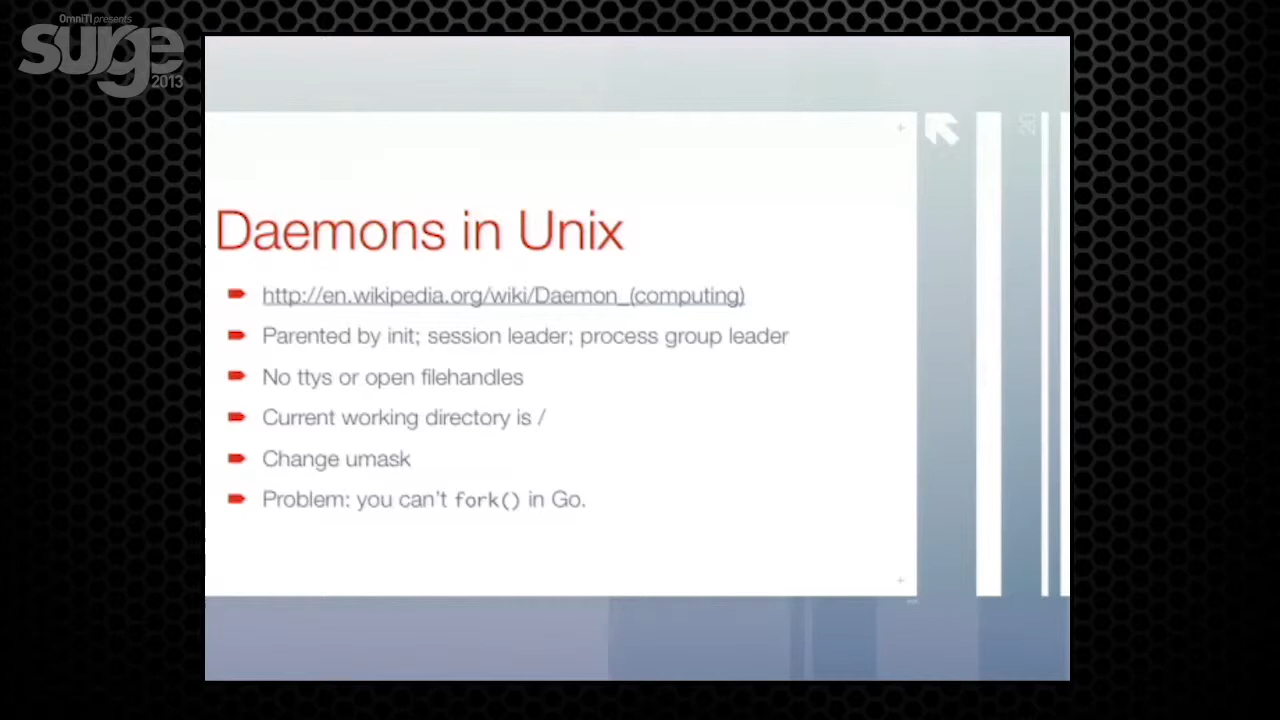 OmniTI presents
surge
2013
20
Daemons in Unix
http://en.wikipedia.org/wiki/Daemon_(computing)
Parented by init; session leader; process group leader
No ttys or open filehandles
Current working directory is /
Change umask
Problem: you can't fork() in Go.